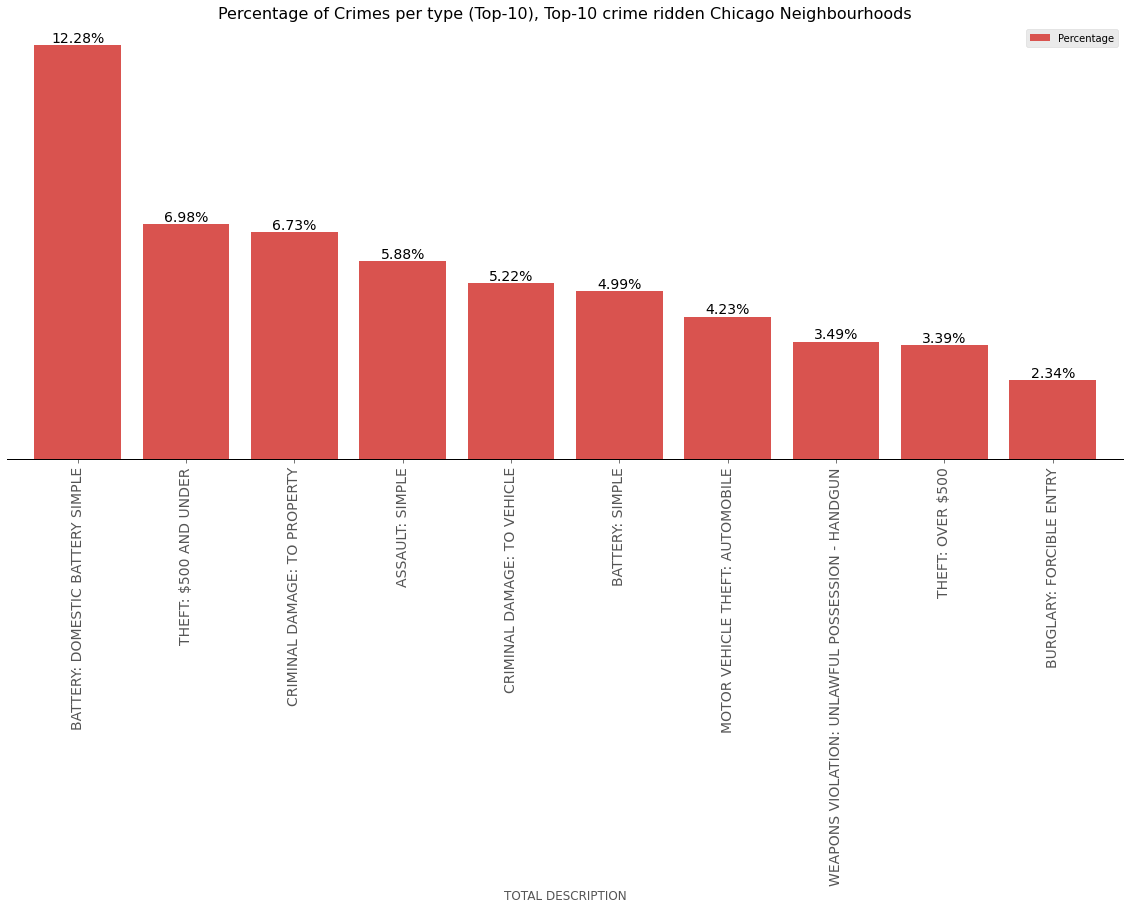 Percentage of Crimes per type (Top-10), Top-10 crime ridden Chicago Neighbourhoods
Percentage
12.28%
6.98%
6.73%
5.88%
5.22%
4.99%
4.23%
3.49%
3.39%
2.34%
BATTERY: DOMESTIC BATTERY SIMPLE
THEFT: $500 AND UNDER
CRIMINAL DAMAGE: TO PROPERTY
ASSAULT: SIMPLE
CRIMINAL DAMAGE: TO VEHICLE
BATTERY: SIMPLE
MOTOR VEHICLE THEFT: AUTOMOBILE
WEAPONS VIOLATION: UNLAWFUL POSSESSION - HANDGUN
THEFT: OVER $500
BURGLARY: FORCIBLE ENTRY
TOTAL DESCRIPTION